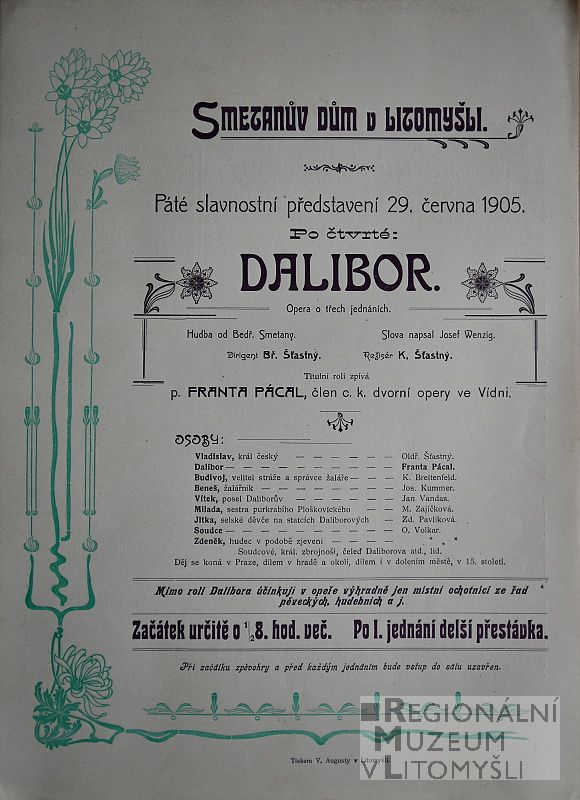 Smetanův dům v Litomyšli.
Páté slavnostní představení 29. června 1905.
Po čtvrté:
DALIBOR.
Opera o třech jednáních.
Hudba od Bedř. Smetany. Slova napsal Josef Wenzig.
Dirigent Bř. Šťastný. Režisér K. Šťastný.
Titulní roli zpívá
p. FRANTA PÁCAL, člen c. k. dvorní opery ve Vídni.
OSOBY:
Vladislav, král český — — — — — — Oldř. Šťastný.
Dalibor — — — — — — — — — Franta Pácal.
Budivoj, velitel stráže a správce žaláře — — K. Breitenfeld.
Beneš, žalářník — — — — — — — Jos. Kummer.
Vítek, posel Daliborův — — — — — Jan Vandas.
Milada, sestra purkrabího Ploškovického — — M. Zajíčková.
Jitka, selské děvče na statcích Daliborových — Zd. Pavlíková.
Soudce — — — — — — — — — O. Volkar.
Zdeněk, hudec v podobě zjevení — — — —
Soudcové, král. zbrojnoši, čeleď Daliborova atd., lid.
Děj se koná v Praze, dílem v hradě a okolí, dílem i v dolením městě, v 15. století.
Mimo roli Dalibora účinkují v opeře výhradně jen místní ochotníci ze řad
pěveckých, hudebních a j.
Začátek určitě o 1/2 8. hod. več. Po I. jednání delší přestávka.
Při začátku zpěvohry a před každým jednáním bude vstup do sálu uzavřen.
Tiskem V. Augusty v Litomyšli.
REGIONÁLNÍ
MUZEUM
V LITOMYŠLI